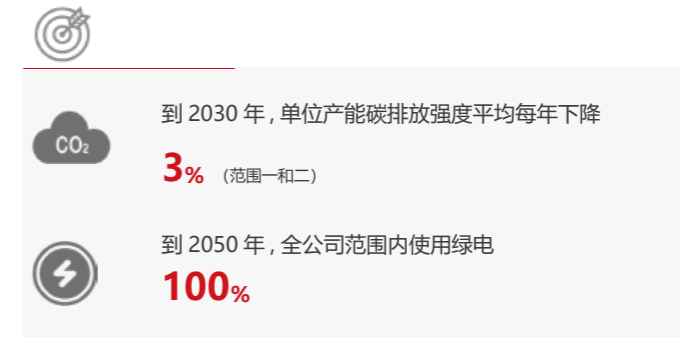 CO₂
到 2030 年，单位产能碳排放强度平均每年下降
3%（范围一和二）
到 2050 年，全公司范围内使用绿电
100%